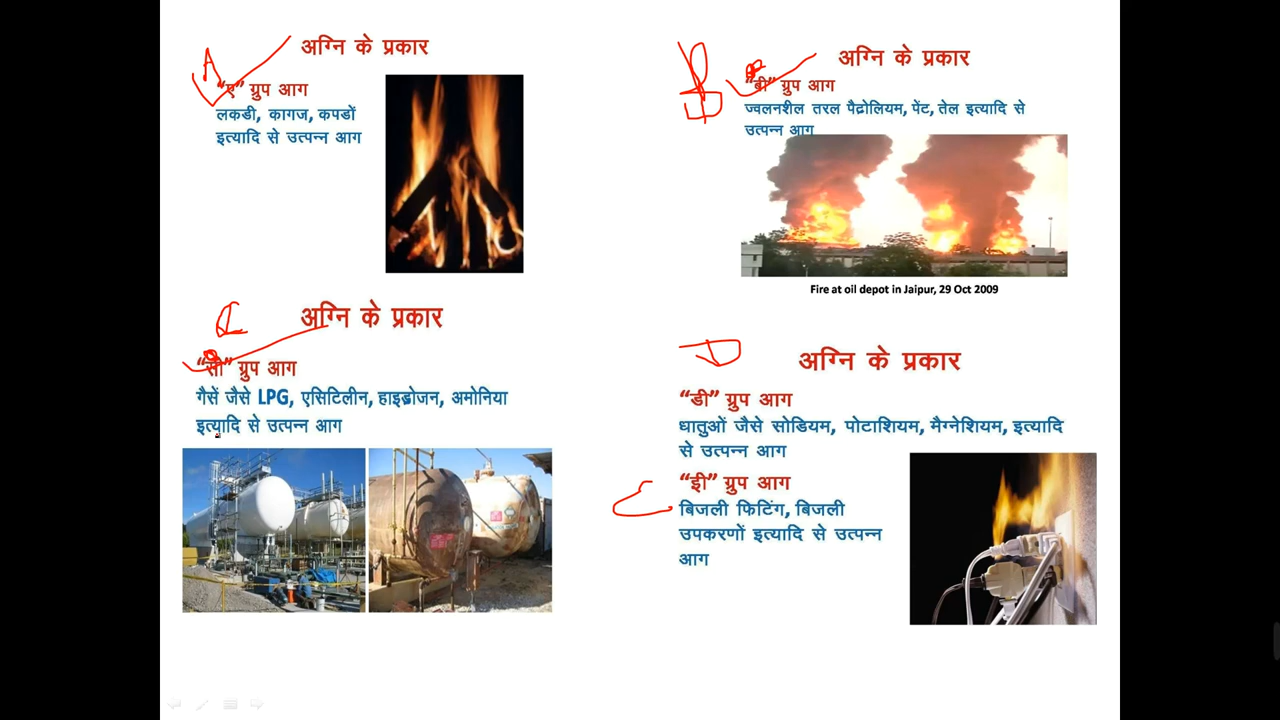 अग्नि के प्रकार
A
“ए” ग्रुप आग
लकडी, कागज, कपडों
इत्यादि से उत्पन्न आग
अग्नि के प्रकार
B
“बी” ग्रुप आग
ज्वलनशील तरल पैट्रोलियम, पेंट, तेल इत्यादि से
उत्पन्न आग
Fire at oil depot in Jaipur, 29 Oct 2009
C
अग्नि के प्रकार
“सी” ग्रुप आग
गैसें जैसे LPG, एसिटिलीन, हाइड्रोजन, अमोनिया
इत्यादि से उत्पन्न आग
D
अग्नि के प्रकार
“डी” ग्रुप आग
धातुओं जैसे सोडियम, पोटाशियम, मैग्नेशियम, इत्यादि
से उत्पन्न आग
“ई” ग्रुप आग
बिजली फिटिंग, बिजली
उपकरणों इत्यादि से उत्पन्न
आग